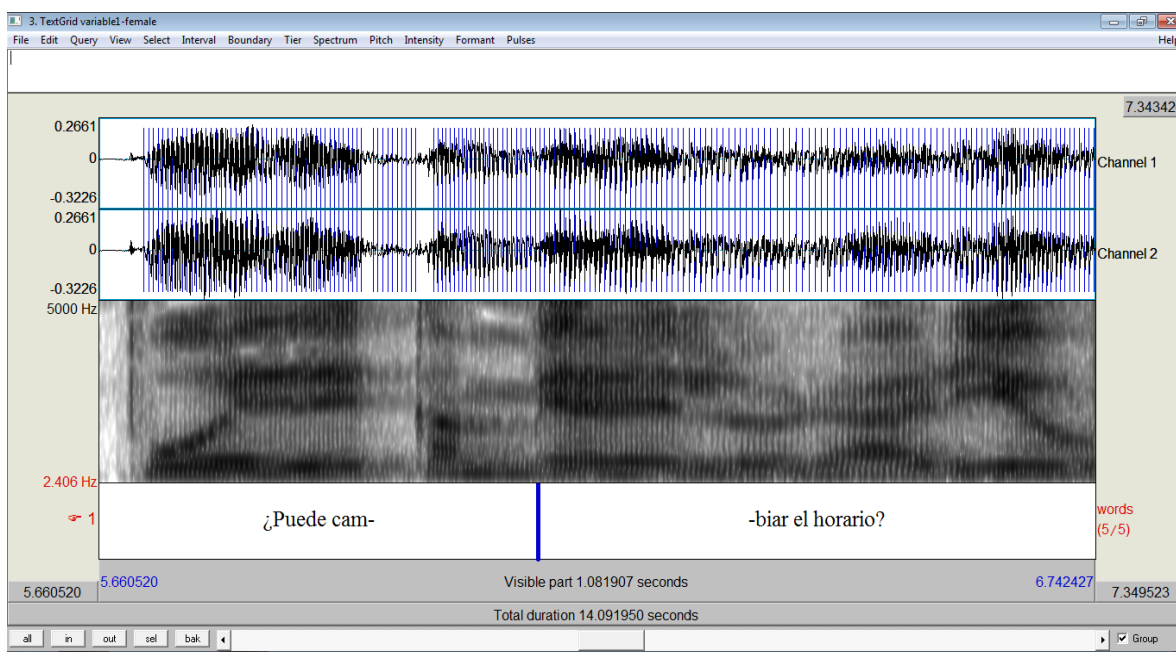 3. TextGrid variable1-female
File Edit Query View Select Interval Boundary Tier Spectrum Pitch Intensity Formant Pulses Help
7.34342
0.2661
0
Channel 1
-0.3226
0.2661
0
Channel 2
-0.3226
5000 Hz
2.406 Hz
1 ¿Puede cam- -biar el horario? words
(5/5)
5.660520 Visible part 1.081907 seconds 6.742427
5.660520 7.349523
Total duration 14.091950 seconds
all in out sel bak Group